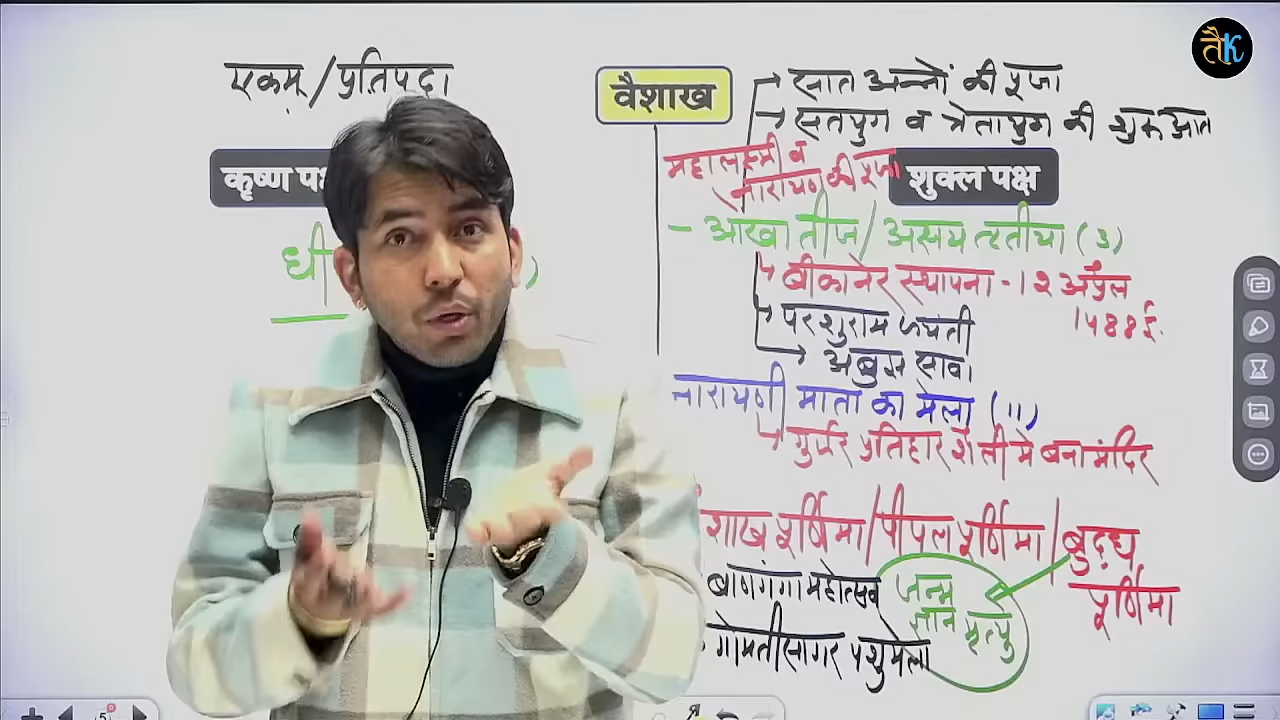 तैK
एकम् / प्रतिपदा
वैशाख
→ सात अन्नों की पूजा
→ सतयुग व त्रेतायुग की शुरुआत
महालक्ष्मी व
नारायण की पूजा
कृष्ण
शुक्ल पक्ष
- आखा तीज / अक्षय तृतीया (3)
धी
)
बीकानेर स्थापना - 12 अप्रैल
1488 ई.
→ परशुराम जयंती
→ अबुझ सावा
नारायणी माता का मेला (11)
गुर्जर प्रतिहार शैली में बना मंदिर
शाख पूर्णिमा / पीपल पूर्णिमा / बुद्ध
पूर्णिमा
बाणगंगा महोत्सव
जन्म
ज्ञान मृत्यु
गोमतीसागर पशुमेला
5